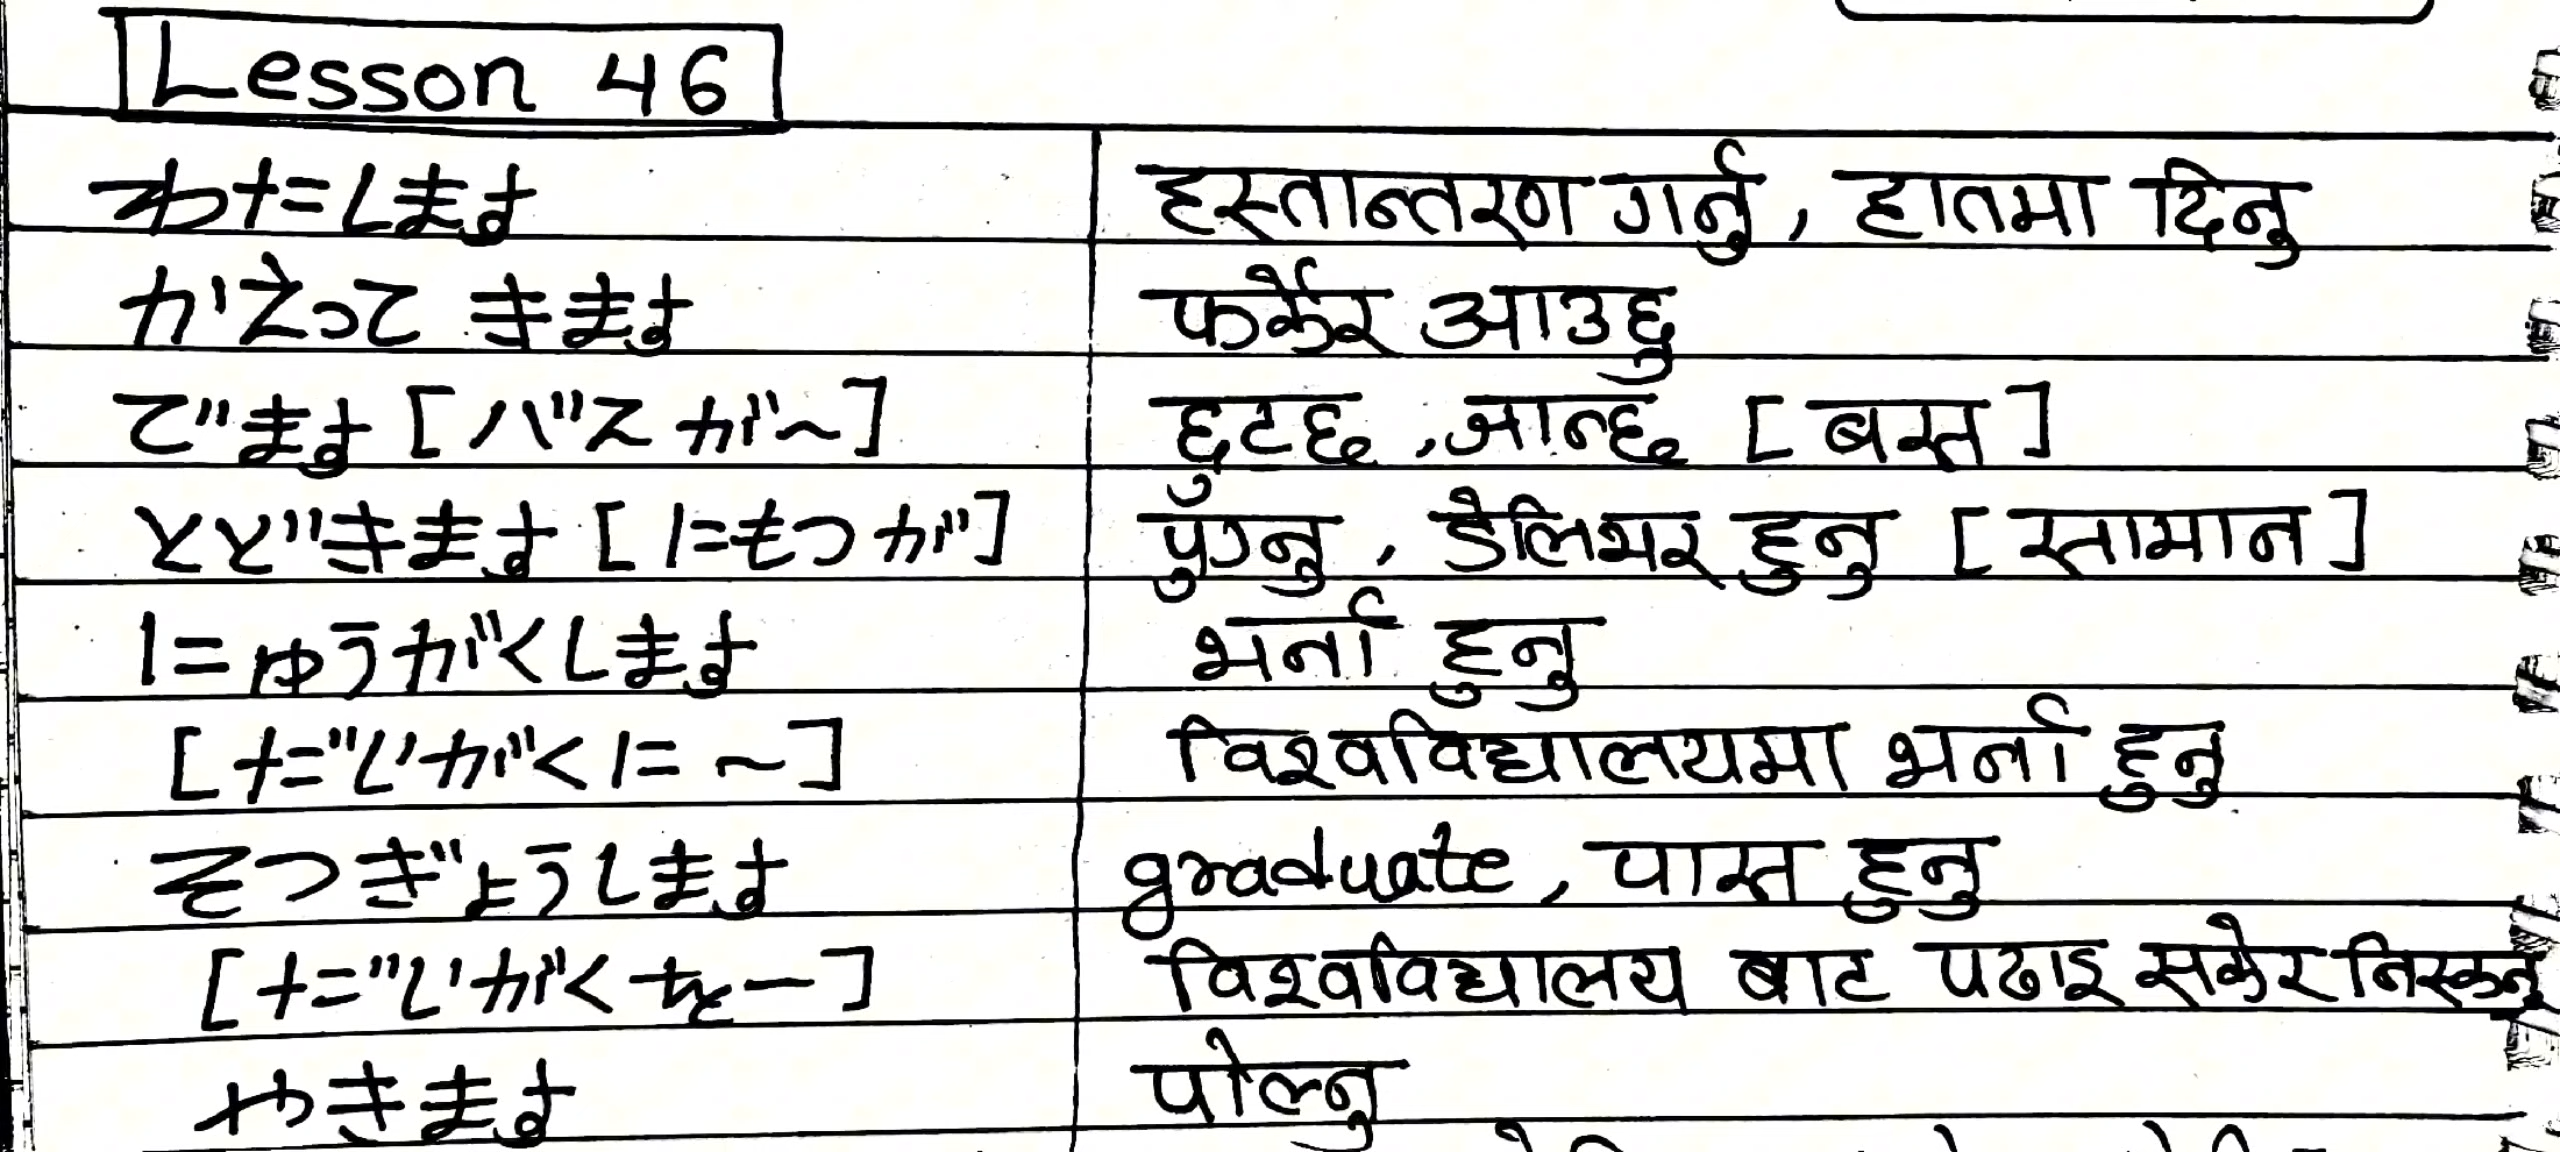 Lesson 46
わたします हस्तान्तरण गर्नु, हातमा दिनु
かえって きます फर्केर आउछु
でます [バスが〜] छुटछ, जान्छ [बस]
とどきます [にもつが] पुग्नु, डेलिभर हुनु [सामान]
にゅうがくします भर्ना हुनु
[だいがくに〜] विश्वविद्यालयमा भर्ना हुनु
そつぎょうします graduate, पास हुनु
[だいがくを―] विश्वविद्यालय बाट पढाइ सकेर निस्कनु
やきます पोल्नु